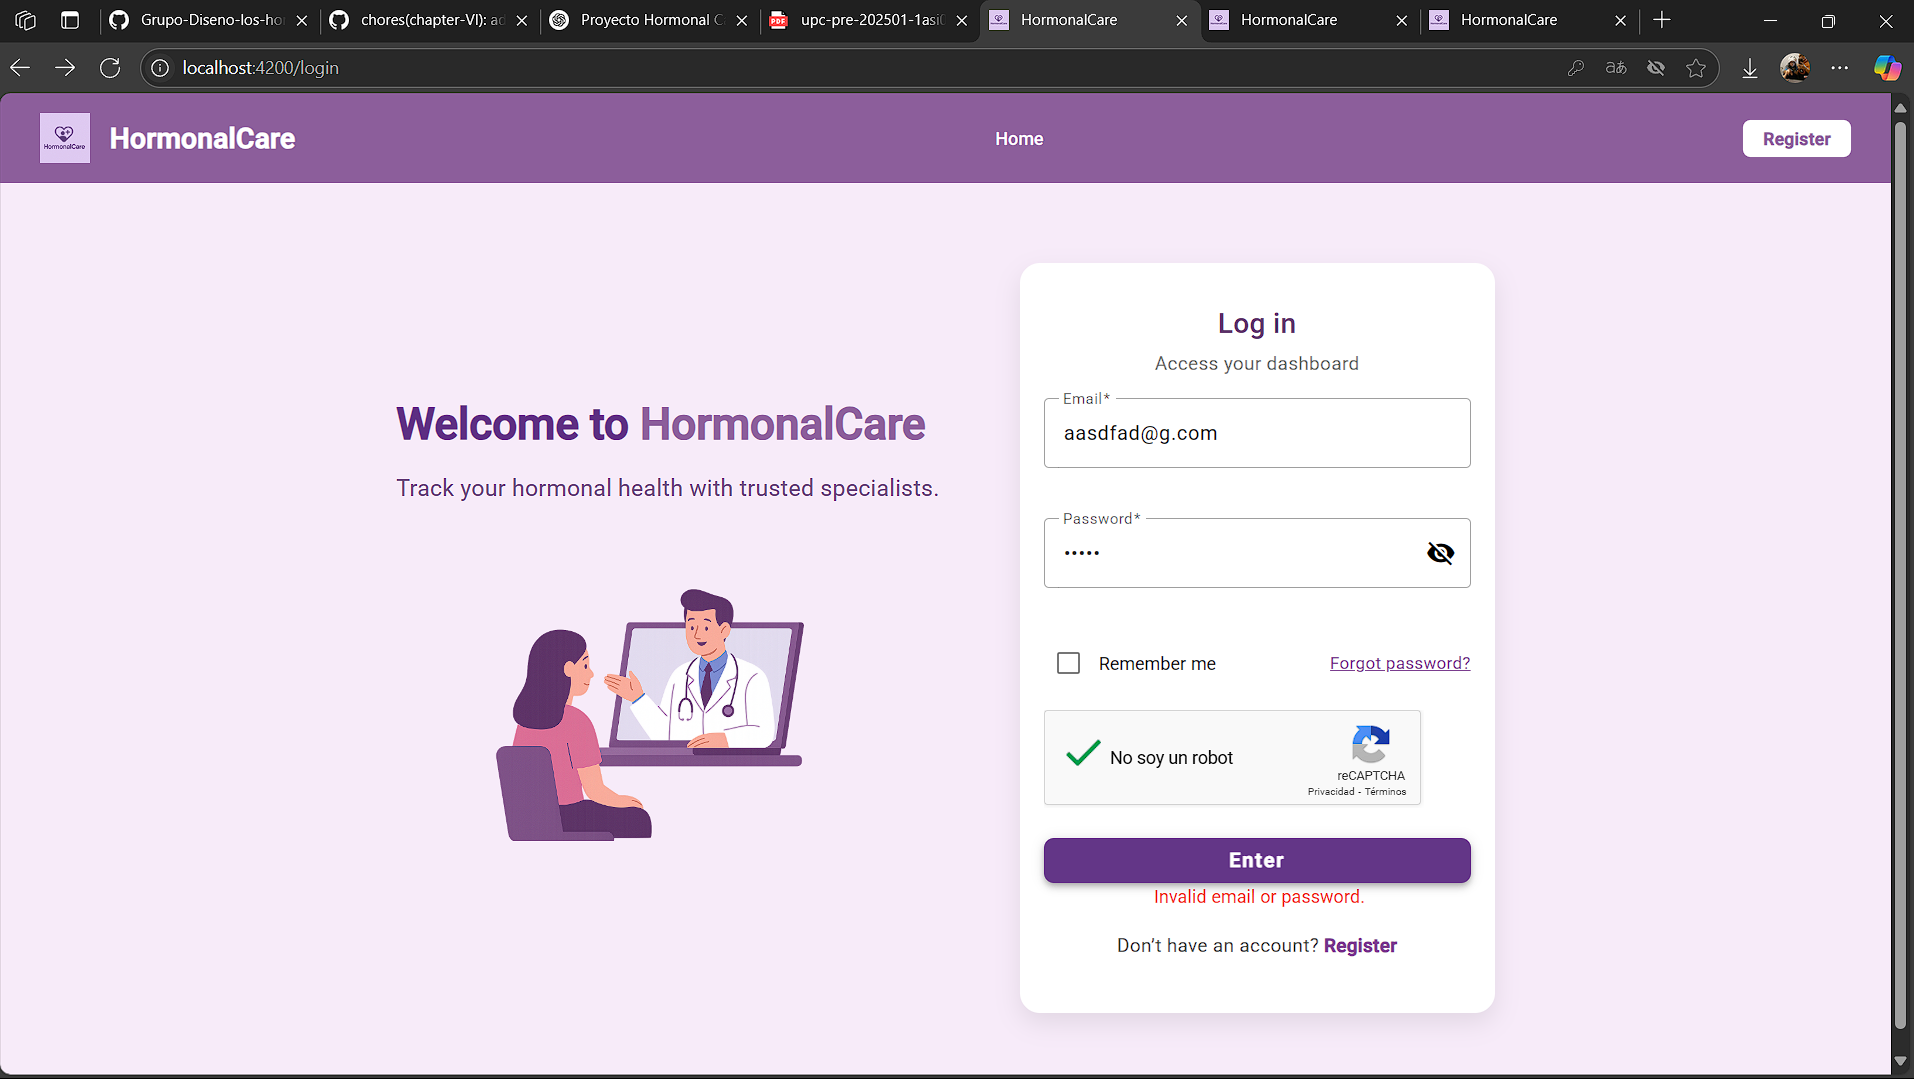 Grupo-Diseno-los-ho
chores(chapter-VI): ad
Proyecto Hormonal C
upc-pre-202501-1asi0
HormonalCare
HormonalCare
HormonalCare
localhost:4200/login
HormonalCare
HormonalCare
Home
Register
Log in
Access your dashboard
Email*
aasdfad@g.com
Welcome to HormonalCare
Track your hormonal health with trusted specialists.
Password*
•••••
Remember me
Forgot password?
No soy un robot
reCAPTCHA
Privacidad - Términos
Enter
Invalid email or password.
Don’t have an account? Register